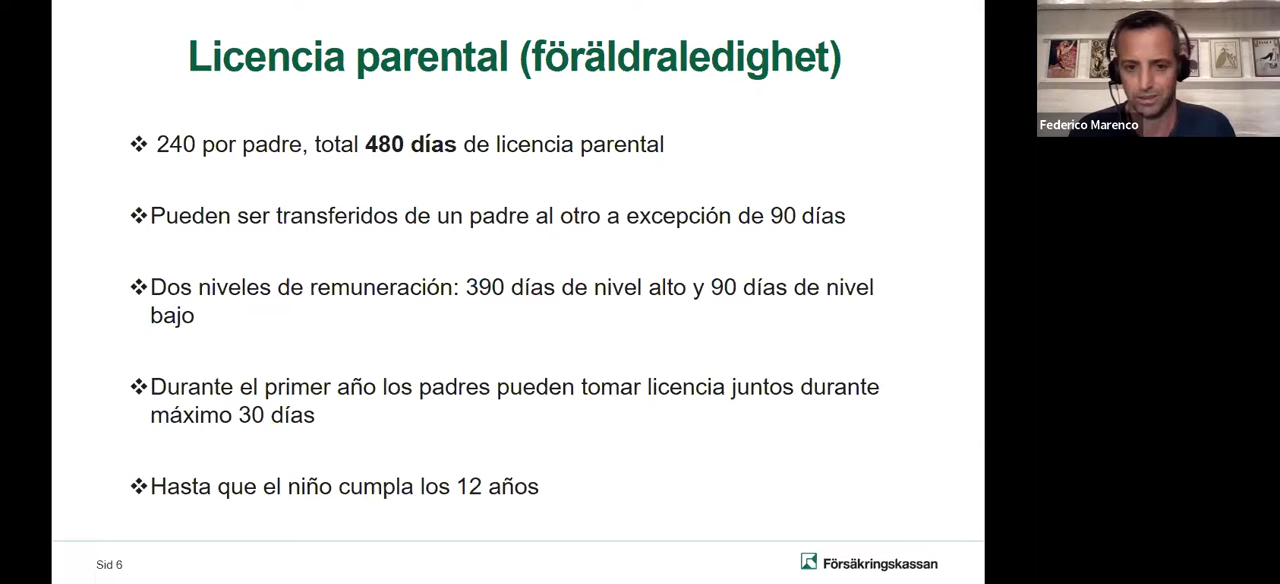 Licencia parental (föräldraledighet)
❖ 240 por padre, total 480 días de licencia parental
❖Pueden ser transferidos de un padre al otro a excepción de 90 días
❖Dos niveles de remuneración: 390 días de nivel alto y 90 días de nivel
bajo
❖Durante el primer año los padres pueden tomar licencia juntos durante
máximo 30 días
❖Hasta que el niño cumpla los 12 años
Sid 6
Försäkringskassan
Federico Marenco